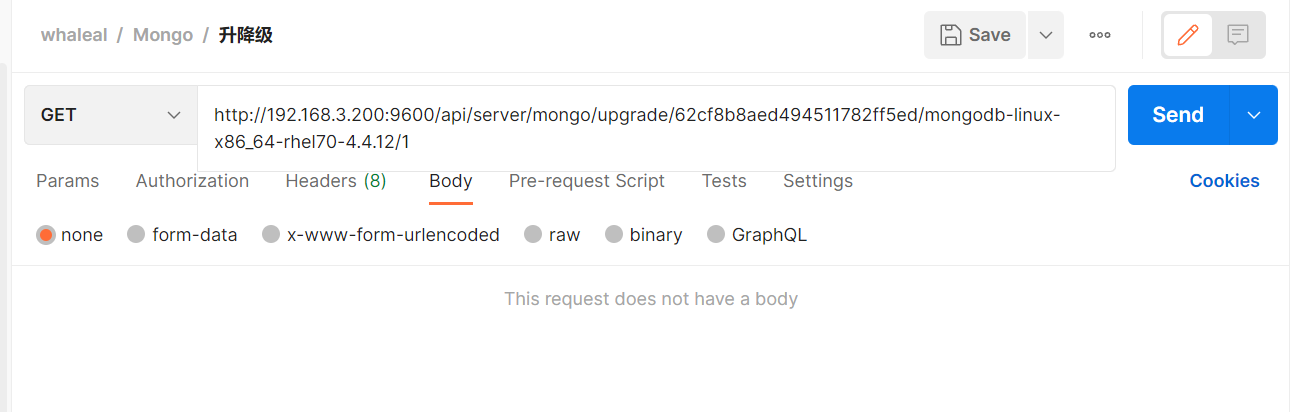 whaleal / Mongo / 升降级
Save
GET
http://192.168.3.200:9600/api/server/mongo/upgrade/62cf8b8aed494511782ff5ed/mongodb-linux-
x86_64-rhel70-4.4.12/1
Send
Params Authorization Headers (8) Body Pre-request Script Tests Settings Cookies
none form-data x-www-form-urlencoded raw binary GraphQL
This request does not have a body